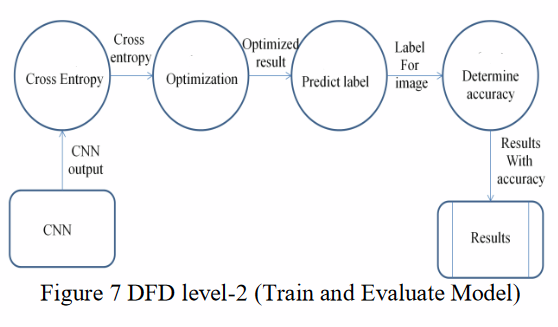 Cross
entropy
Optimized
result
Label
For
image
Cross Entropy
Optimization
Predict label
Determine
accuracy
CNN
output
Results
With
accuracy
CNN
Results
Figure 7 DFD level-2 (Train and Evaluate Model)